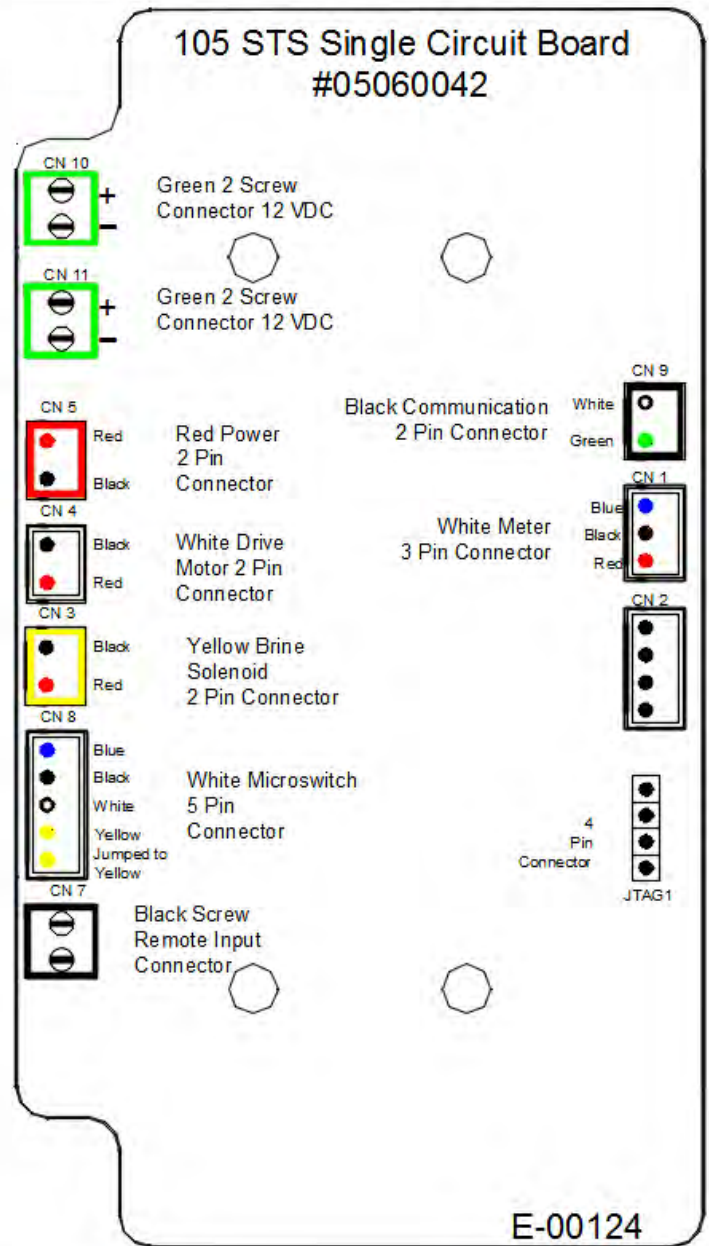 105 STS Single Circuit Board
#05060042
CN 10
+
-
Green 2 Screw
Connector 12 VDC
CN 11
+
-
Green 2 Screw
Connector 12 VDC
CN 5
Red
Black
Red Power
2 Pin
Connector
CN 4
Black
Red
White Drive
Motor 2 Pin
Connector
CN 3
Black
Red
Yellow Brine
Solenoid
2 Pin Connector
CN 8
Blue
Black
White
Yellow
Jumped to
Yellow
White Microswitch
5 Pin
Connector
CN 7
Black Screw
Remote Input
Connector
CN 9
Black Communication
2 Pin Connector
White
Green
CN 1
White Meter
3 Pin Connector
Blue
Black
Red
CN 2
4
Pin
Connector
JTAG1
E-00124